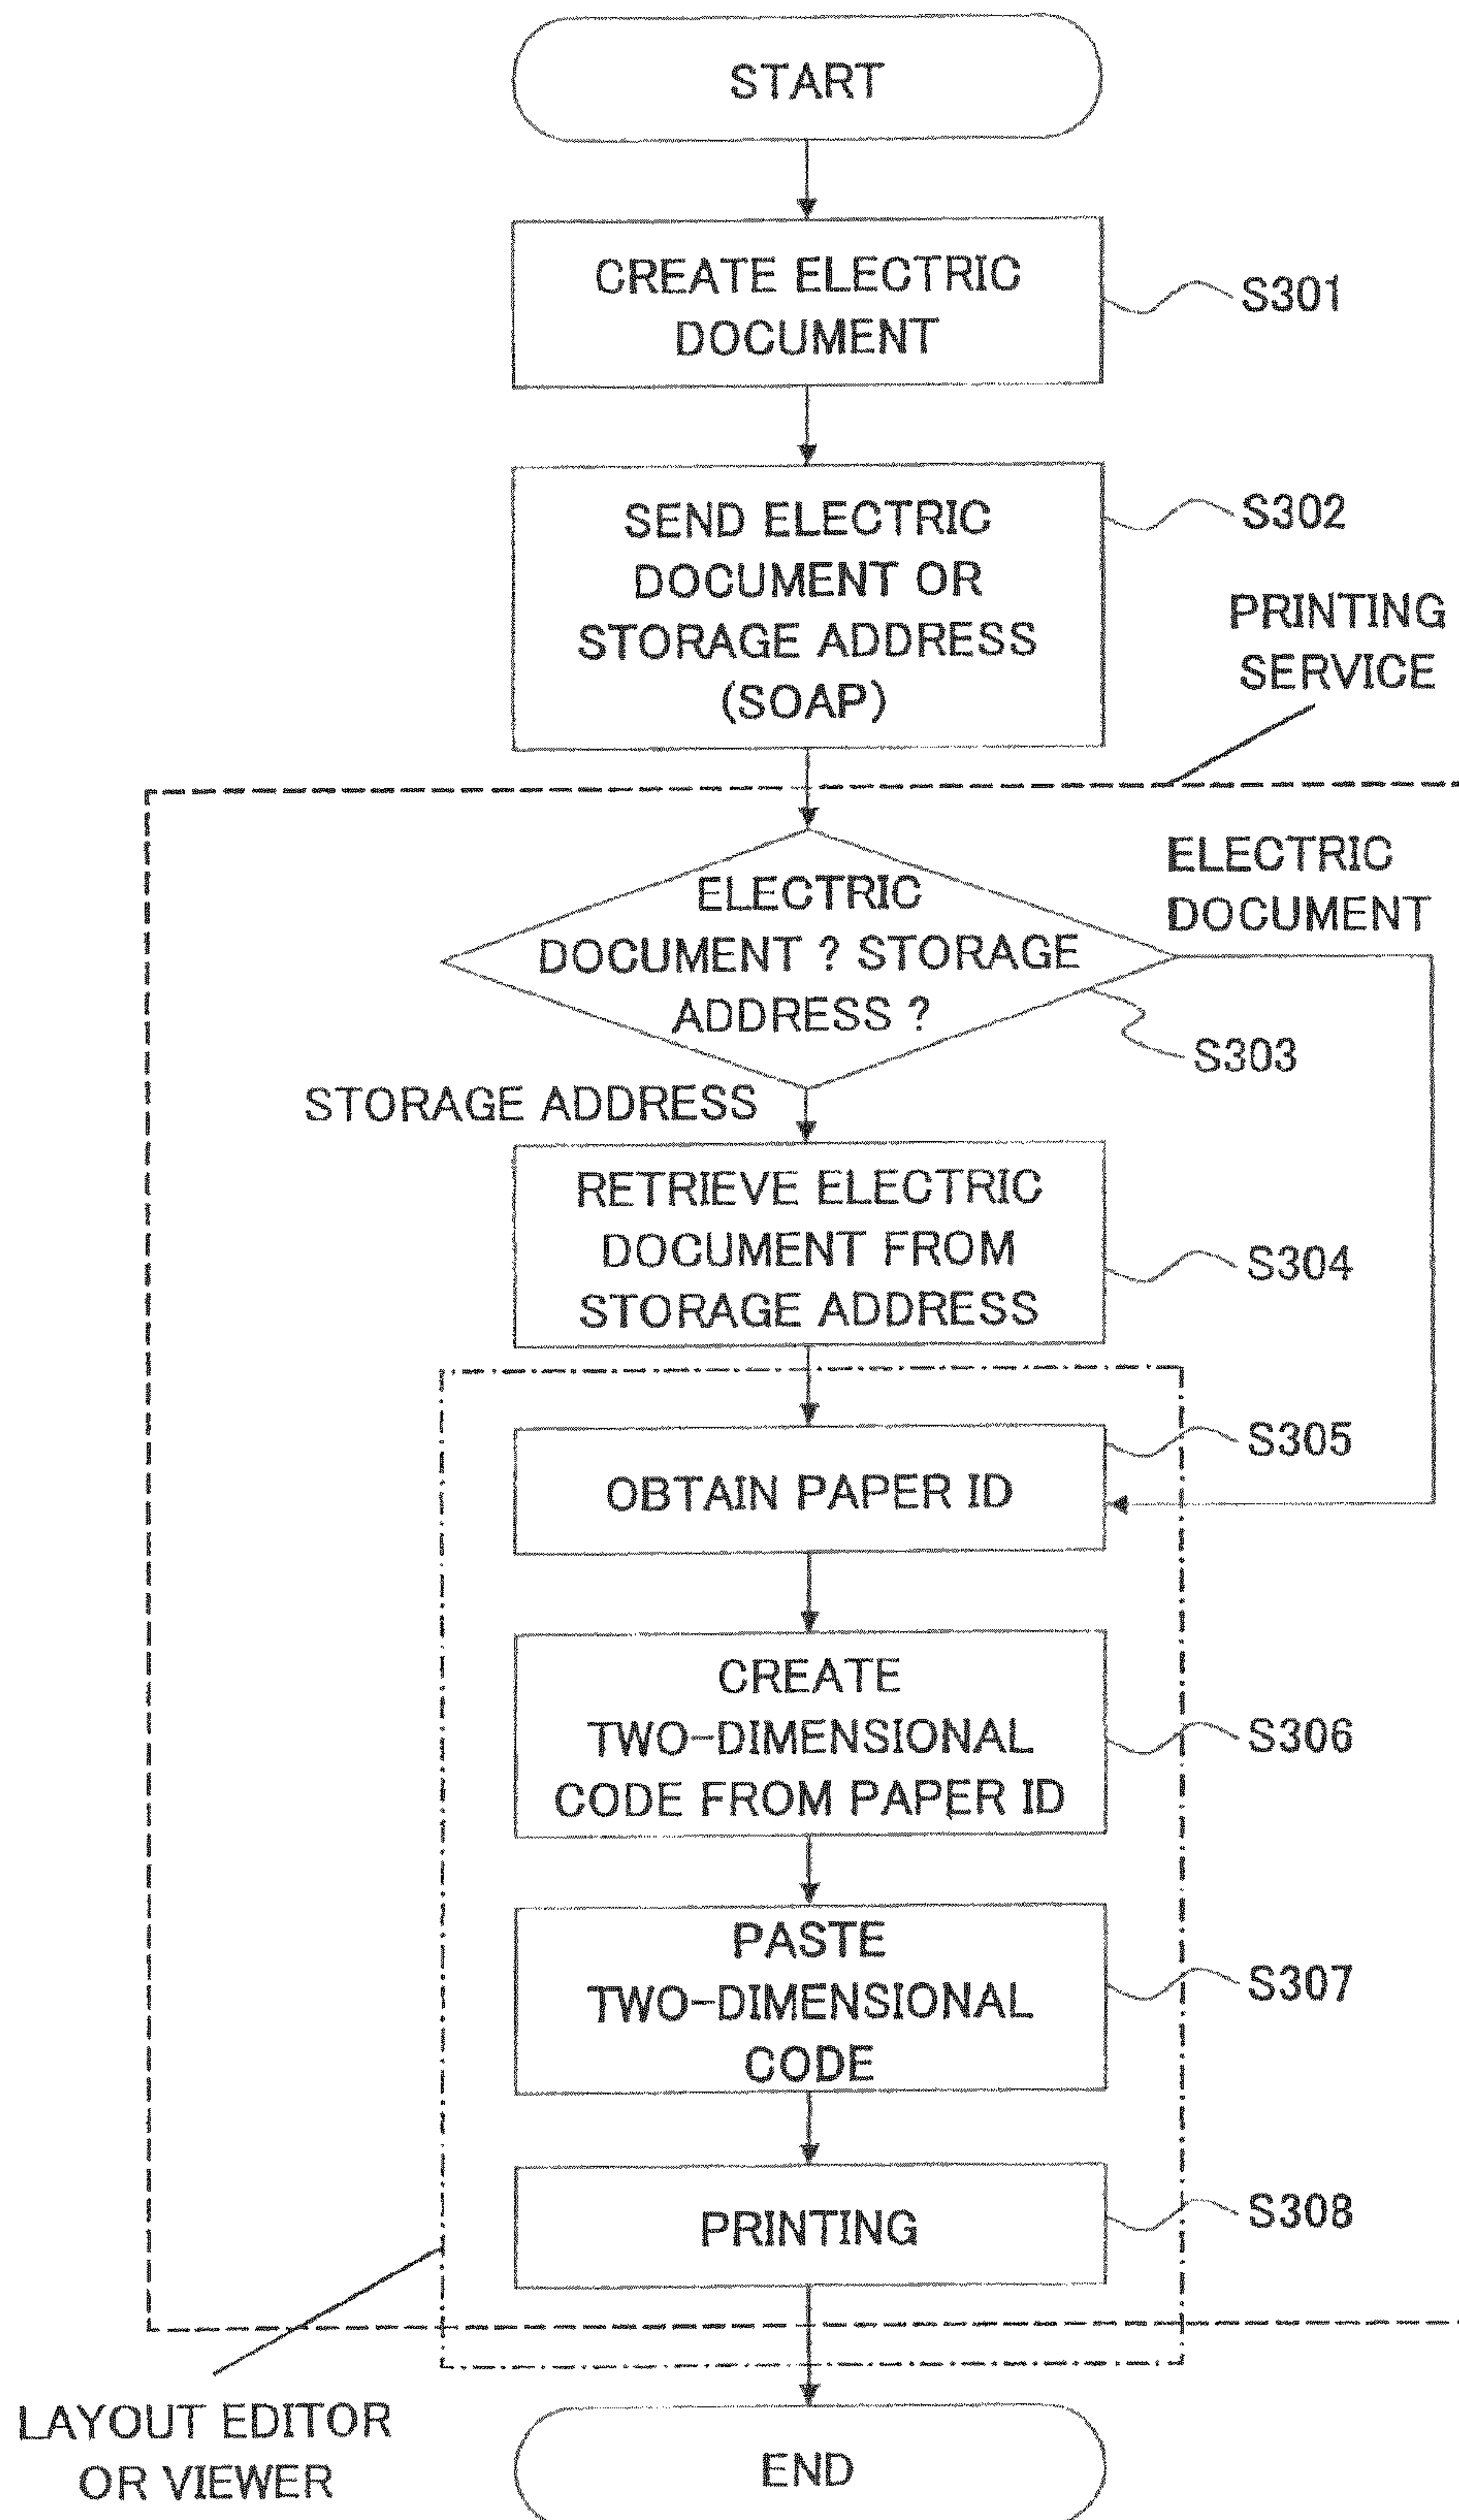 START
CREATE ELECTRIC
DOCUMENT
S301
SEND ELECTRIC
DOCUMENT OR
STORAGE ADDRESS
(SOAP)
S302
PRINTING
SERVICE
ELECTRIC
DOCUMENT ? STORAGE
ADDRESS ?
ELECTRIC
DOCUMENT
S303
STORAGE ADDRESS
RETRIEVE ELECTRIC
DOCUMENT FROM
STORAGE ADDRESS
S304
OBTAIN PAPER ID
S305
CREATE
TWO-DIMENSIONAL
CODE FROM PAPER ID
S306
PASTE
TWO-DIMENSIONAL
CODE
S307
PRINTING
S308
LAYOUT EDITOR
OR VIEWER
END